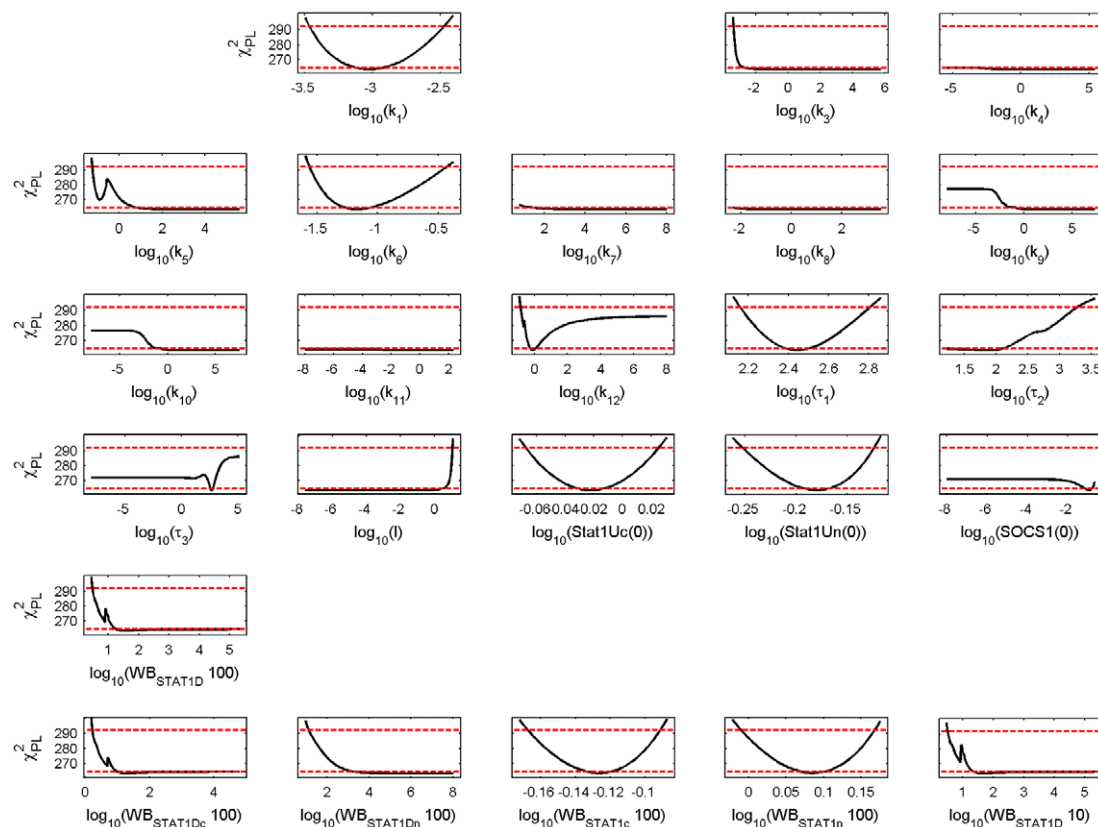 290
280
270
χ²PL
-3.5 -3 -2.5
log10(k1)
-2 0 2 4 6
log10(k3)
-5 0 5
log10(k4)
290
280
270
χ²PL
0 2 4
log10(k5)
-1.5 -1 -0.5
log10(k6)
2 4 6 8
log10(k7)
-2 0 2
log10(k8)
-5 0 5
log10(k9)
290
280
270
χ²PL
-5 0 5
log10(k10)
-8 -6 -4 -2 0 2
log10(k11)
0 2 4 6 8
log10(k12)
2.2 2.4 2.6 2.8
log10(τ1)
1.5 2 2.5 3 3.5
log10(τ2)
290
280
270
χ²PL
-5 0 5
log10(τ3)
-8 -6 -4 -2 0
log10(l)
-0.06 -0.04 -0.02 0 0.02
log10(Stat1Uc(0))
-0.25 -0.2 -0.15
log10(Stat1Un(0))
-8 -6 -4 -2
log10(SOCS1(0))
290
280
270
χ²PL
1 2 3 4 5
log10(WBSTAT1D 100)
290
280
270
χ²PL
0 2 4
log10(WBSTAT1Dc 100)
2 4 6 8
log10(WBSTAT1Dn 100)
-0.16 -0.14 -0.12 -0.1
log10(WBSTAT1c 100)
0 0.05 0.1 0.15
log10(WBSTAT1n 100)
1 2 3 4 5
log10(WBSTAT1D 10)